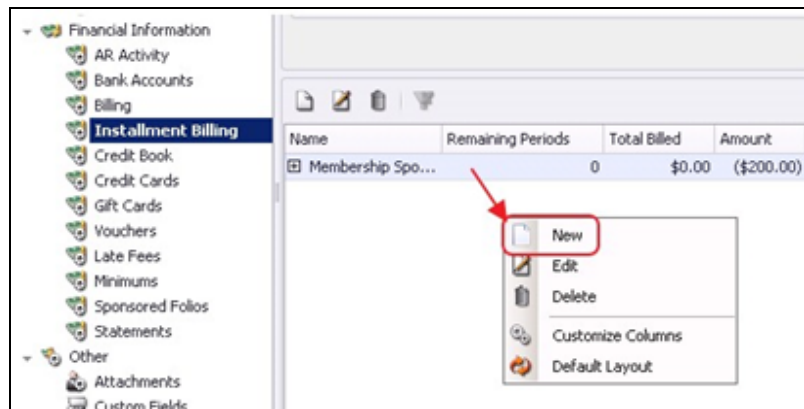 Financial Information
AR Activity
Bank Accounts
Billing
Installment Billing
Credit Book
Credit Cards
Gift Cards
Vouchers
Late Fees
Minimums
Sponsored Folios
Statements
Other
Attachments
Custom Fields
Name Remaining Periods Total Billed Amount
Membership Spo... 0 $0.00 ($200.00)
New
Edit
Delete
Customize Columns
Default Layout